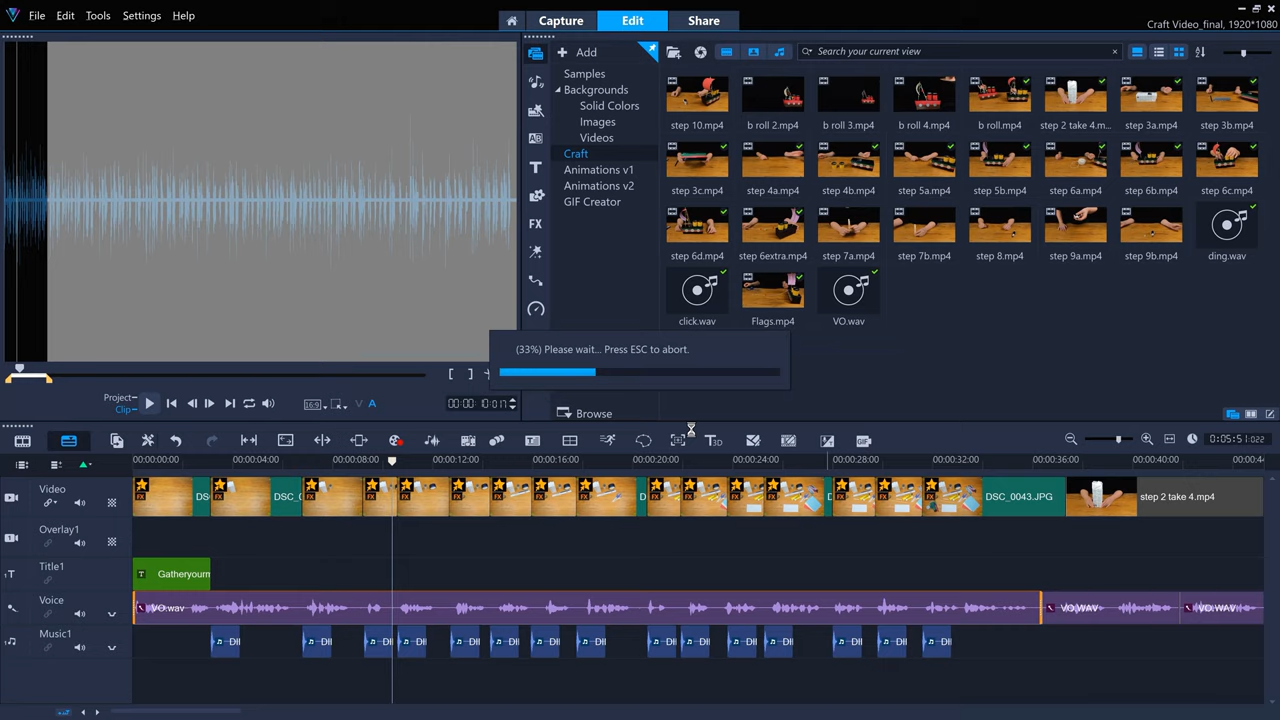 File Edit Tools Settings Help
Capture Edit Share
Craft Video_final, 1920*1080
Add
Samples
Backgrounds
Solid Colors
Images
Videos
Craft
Animations v1
Animations v2
GIF Creator
Search your current view
step 10.mp4 b roll 2.mp4 b roll 3.mp4 b roll 4.mp4 b roll.mp4 step 2 take 4.m... step 3a.mp4 step 3b.mp4
step 3c.mp4 step 4a.mp4 step 4b.mp4 step 5a.mp4 step 5b.mp4 step 6a.mp4 step 6b.mp4 step 6c.mp4
step 6d.mp4 step 6extra.mp4 step 7a.mp4 step 7b.mp4 step 8.mp4 step 9a.mp4 step 9b.mp4 ding.wav
click.wav Flags.mp4 VO.wav
(33%) Please wait... Press ESC to abort.
Project-
Clip-
16:9
00:00:10:017
Browse
0:05:51:022
00:00:00:00 00:00:04:00 00:00:08:00 00:00:12:00 00:00:16:00 00:00:20:00 00:00:24:00 00:00:28:00 00:00:32:00 00:00:36:00 00:00:40:00 00:00:44
Video
DSC_0043.JPG step 2 take 4.mp4
Overlay1
Title1
Gatheryourm
Voice
VO.wav VO.WAV VO.WAV
Music1